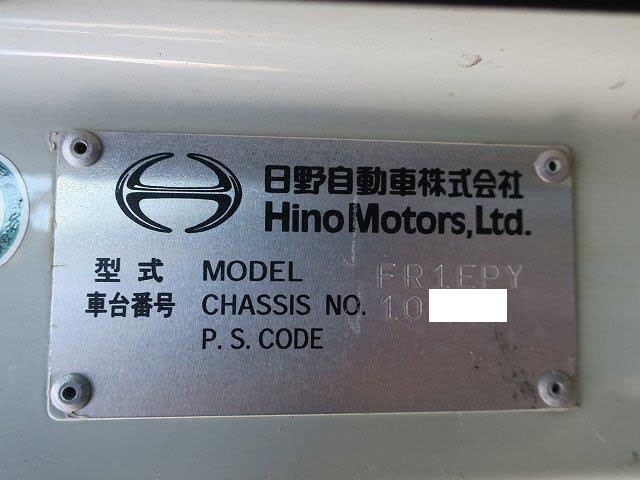 日野自動車株式会社
Hino Motors, Ltd.
型式 MODEL FR1EPY
車台番号 CHASSIS NO. 10
P. S. CODE